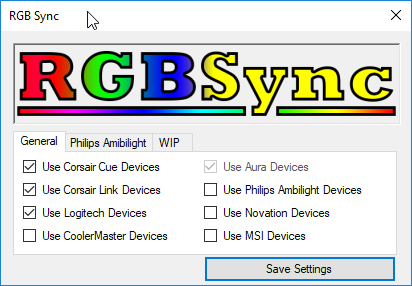 RGB Sync
RGBSync
General Philips Ambilight WIP
Use Corsair Cue Devices Use Aura Devices
Use Corsair Link Devices Use Philips Ambilight Devices
Use Logitech Devices Use Novation Devices
Use CoolerMaster Devices Use MSI Devices
Save Settings